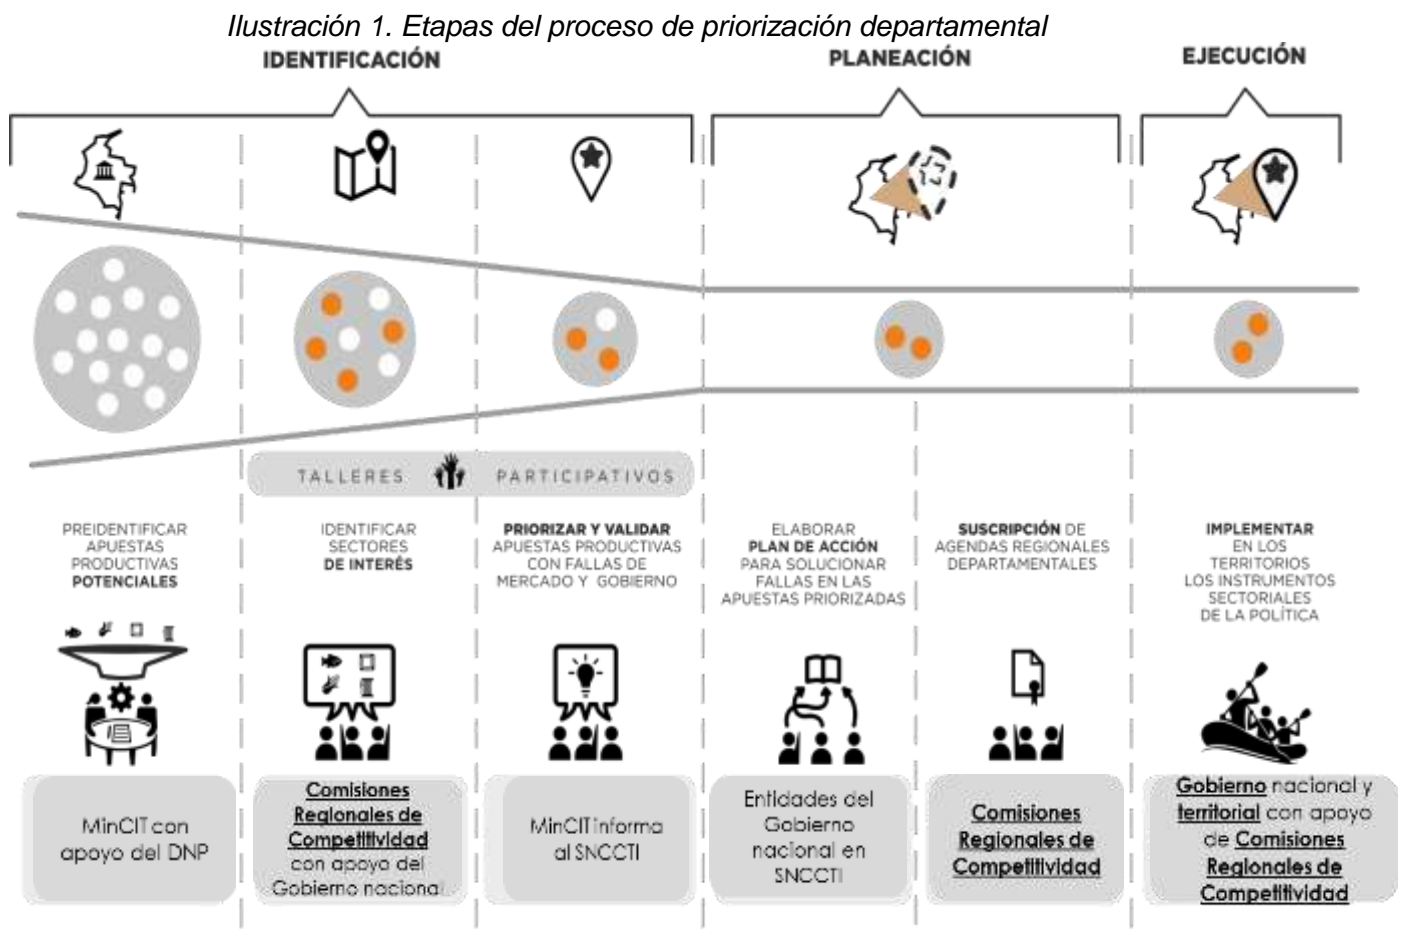 Ilustración 1. Etapas del proceso de priorización departamental
IDENTIFICACIÓN
PLANEACIÓN
EJECUCIÓN
TALLERES PARTICIPATIVOS
PREIDENTIFICAR
APUESTAS
PRODUCTIVAS
POTENCIALES
IDENTIFICAR
SECTORES
DE INTERÉS
PRIORIZAR Y VALIDAR
APUESTAS PRODUCTIVAS
CON FALLAS DE
MERCADO Y GOBIERNO
ELABORAR
PLAN DE ACCIÓN
PARA SOLUCIONAR
FALLAS EN LAS
APUESTAS PRIORIZADAS
SUSCRIPCIÓN DE
AGENDAS REGIONALES
DEPARTAMENTALES
IMPLEMENTAR
EN LOS
TERRITORIOS
LOS INSTRUMENTOS
SECTORIALES
DE LA POLÍTICA
MinCIT con
apoyo del DNP
Comisiones
Regionales de
Competitividad
con apoyo del
Gobierno nacional
MinCIT informa
al SNCCTI
Entidades del
Gobierno
nacional en
SNCCTI
Comisiones
Regionales de
Competitividad
Gobierno nacional y
territorial con apoyo
de Comisiones
Regionales de
Competitividad